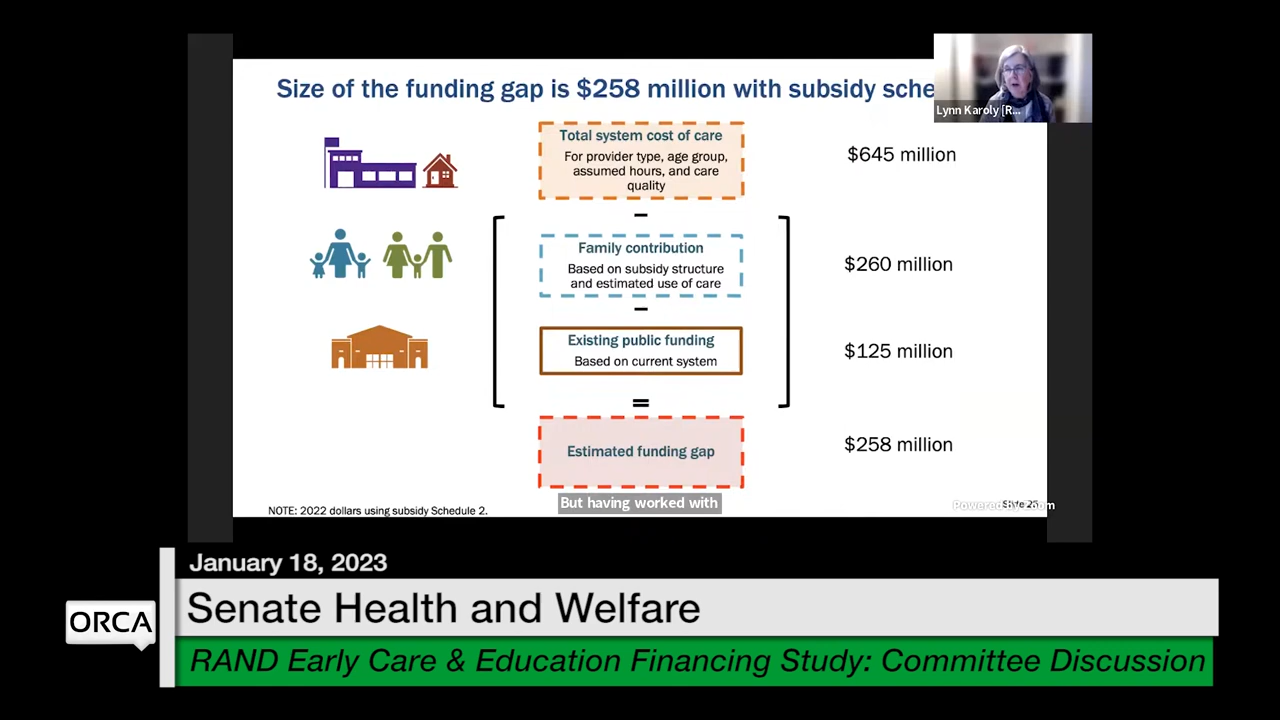 Size of the funding gap is $258 million with subsidy sche
Lynn Karoly [R...
Total system cost of care
For provider type, age group,
assumed hours, and care
quality
$645 million
–
Family contribution
Based on subsidy structure
and estimated use of care
$260 million
–
Existing public funding
Based on current system
$125 million
=
Estimated funding gap
$258 million
But having worked with
NOTE: 2022 dollars using subsidy Schedule 2.
Powered by Zoom
January 18, 2023
ORCA
Senate Health and Welfare
RAND Early Care & Education Financing Study: Committee Discussion